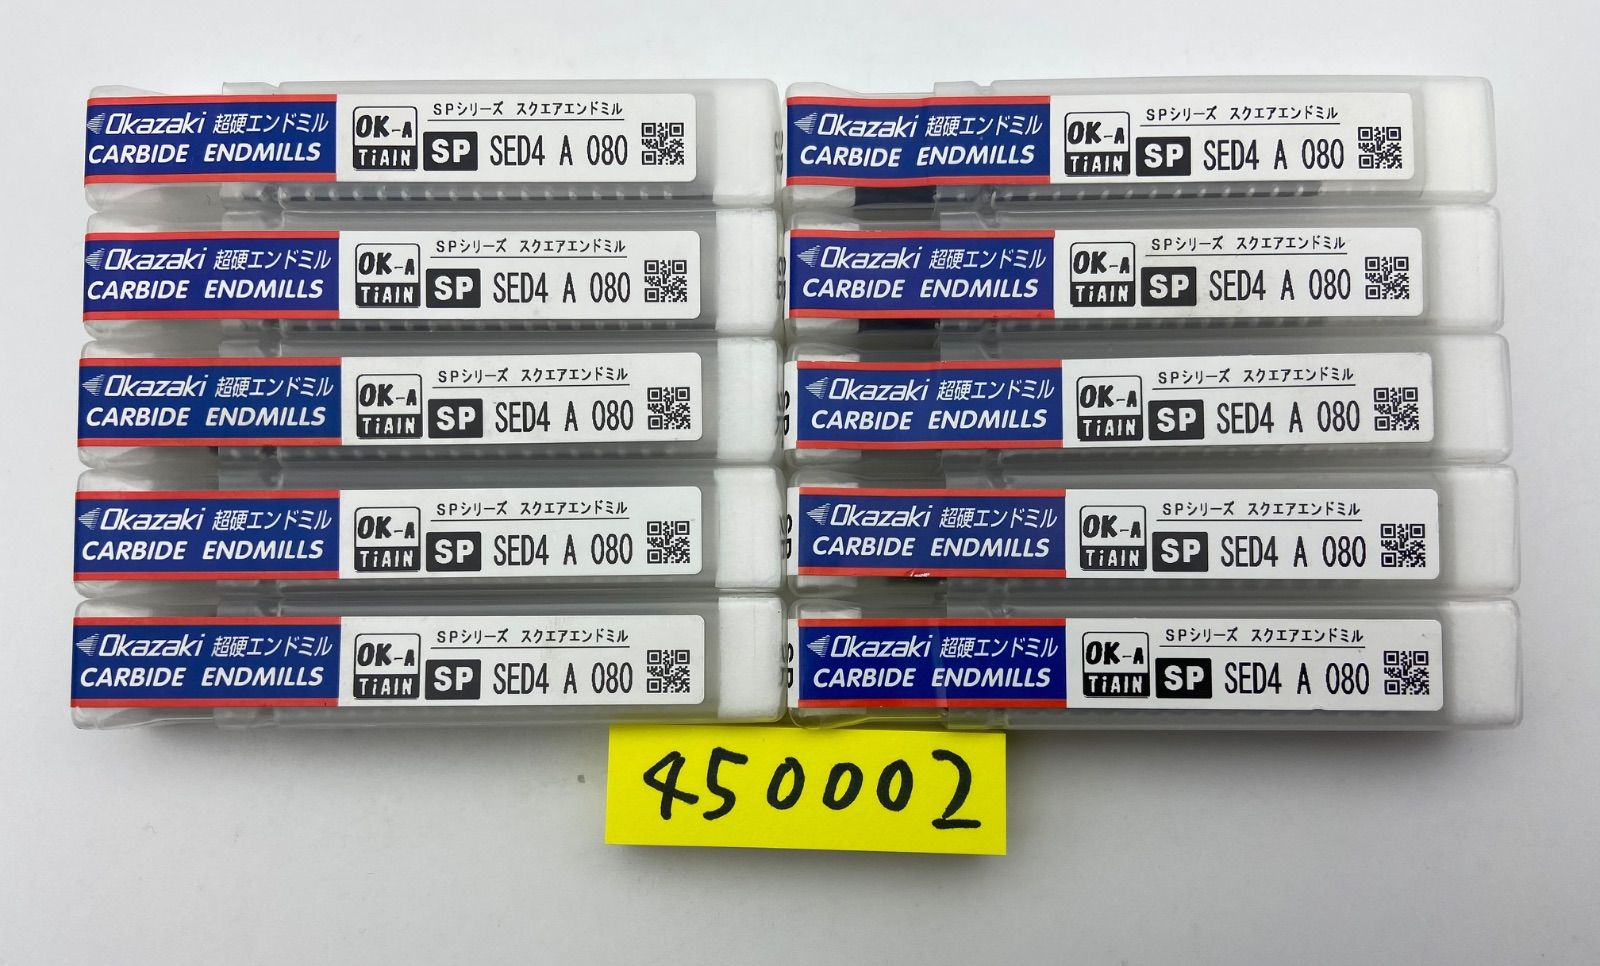 Okazaki 超硬エンドミル
CARBIDE ENDMILLS
OK-A
TiAlN
SPシリーズ スクエアエンドミル
SP SED4 A 080
Okazaki 超硬エンドミル
CARBIDE ENDMILLS
OK-A
TiAlN
SPシリーズ スクエアエンドミル
SP SED4 A 080
Okazaki 超硬エンドミル
CARBIDE ENDMILLS
OK-A
TiAlN
SPシリーズ スクエアエンドミル
SP SED4 A 080
Okazaki 超硬エンドミル
CARBIDE ENDMILLS
OK-A
TiAlN
SPシリーズ スクエアエンドミル
SP SED4 A 080
Okazaki 超硬エンドミル
CARBIDE ENDMILLS
OK-A
TiAlN
SPシリーズ スクエアエンドミル
SP SED4 A 080
Okazaki 超硬エンドミル
CARBIDE ENDMILLS
OK-A
TiAlN
SPシリーズ スクエアエンドミル
SP SED4 A 080
Okazaki 超硬エンドミル
CARBIDE ENDMILLS
OK-A
TiAlN
SPシリーズ スクエアエンドミル
SP SED4 A 080
Okazaki 超硬エンドミル
CARBIDE ENDMILLS
OK-A
TiAlN
SPシリーズ スクエアエンドミル
SP SED4 A 080
Okazaki 超硬エンドミル
CARBIDE ENDMILLS
OK-A
TiAlN
SPシリーズ スクエアエンドミル
SP SED4 A 080
Okazaki 超硬エンドミル
CARBIDE ENDMILLS
OK-A
TiAlN
SPシリーズ スクエアエンドミル
SP SED4 A 080
450002